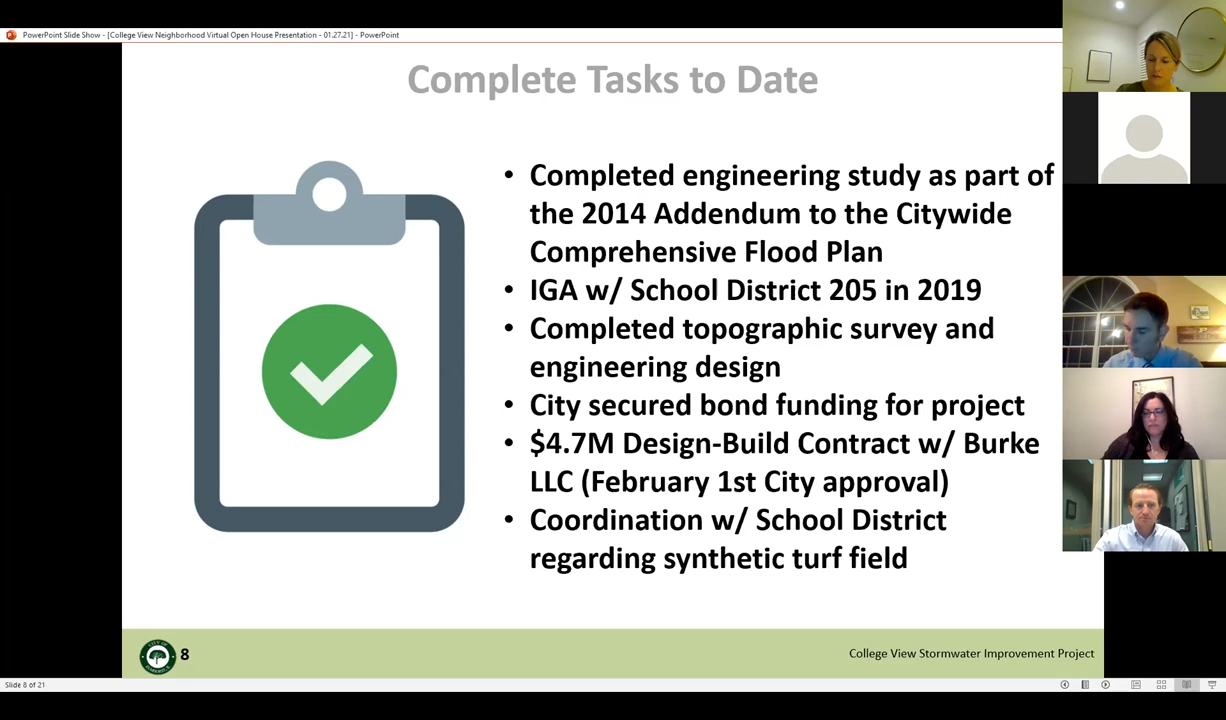 PowerPoint Slide Show - [College View Neighborhood Virtual Open House Presentation - 01.27.21] - PowerPoint
Complete Tasks to Date
• Completed engineering study as part of
the 2014 Addendum to the Citywide
Comprehensive Flood Plan
• IGA w/ School District 205 in 2019
• Completed topographic survey and
engineering design
• City secured bond funding for project
• $4.7M Design-Build Contract w/ Burke
LLC (February 1st City approval)
• Coordination w/ School District
regarding synthetic turf field
8
College View Stormwater Improvement Project
Slide 8 of 21